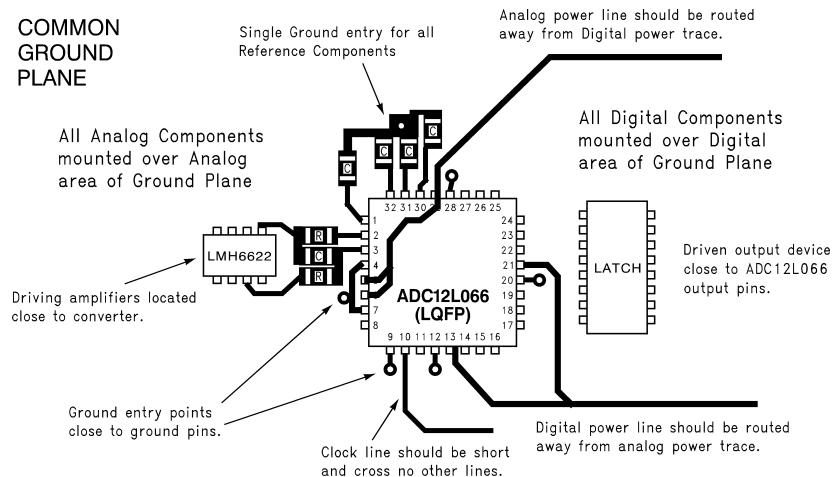 COMMON
GROUND
PLANE
Single Ground entry for all
Reference Components
Analog power line should be routed
away from Digital power trace.
All Analog Components
mounted over Analog
area of Ground Plane
All Digital Components
mounted over Digital
area of Ground Plane
C
C
C
C
32 31 30 29 28 27 26 25
1
2
3
4
7
8
24
23
22
21
20
19
18
17
R
C
R
LMH6622
ADC12L066
(LQFP)
LATCH
9 10 11 12 13 14 15 16
Driven output device
close to ADC12L066
output pins.
Driving amplifiers located
close to converter.
Ground entry points
close to ground pins.
Clock line should be short
and cross no other lines.
Digital power line should be routed
away from analog power trace.